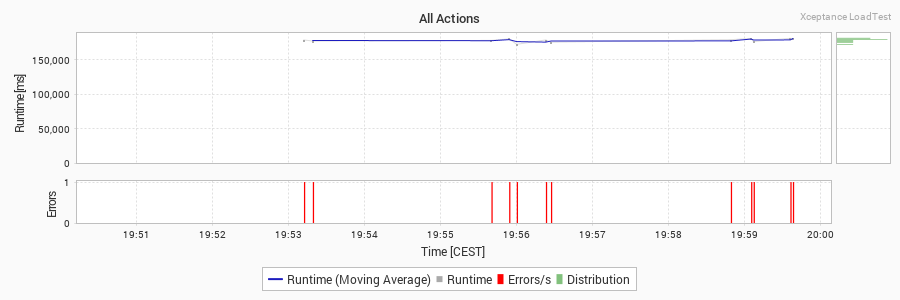 All Actions
Xceptance LoadTest
Runtime [ms]
150,000
100,000
50,000
0
Errors
1
0
19:51 19:52 19:53 19:54 19:55 19:56 19:57 19:58 19:59 20:00
Time [CEST]
Runtime (Moving Average) Runtime Errors/s Distribution